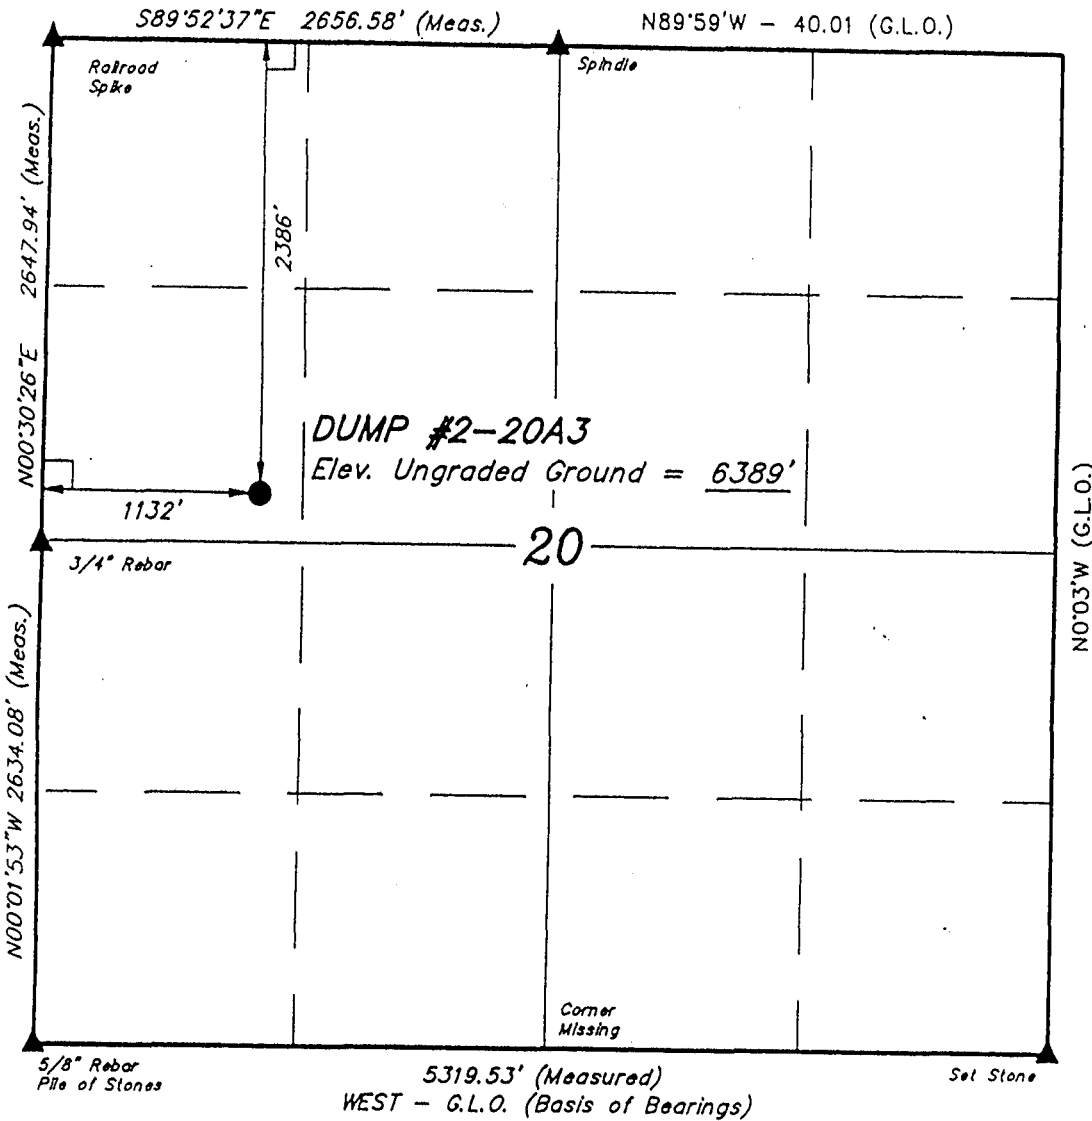 S89°52'37"E 2656.58' (Meas.)
N89°59'W - 40.01 (G.L.O.)
Railroad
Spike
Spindle
N00°30'26"E 2647.94' (Meas.)
2386'
DUMP #2-20A3
Elev. Ungraded Ground = 6389'
1132'
20
3/4" Rebar
N0°03'W (G.L.O.)
N00°01'53"W 2634.08' (Meas.)
Corner
Missing
5/8" Rebar
Pile of Stones
5319.53' (Measured)
WEST - G.L.O. (Basis of Bearings)
Set Stone